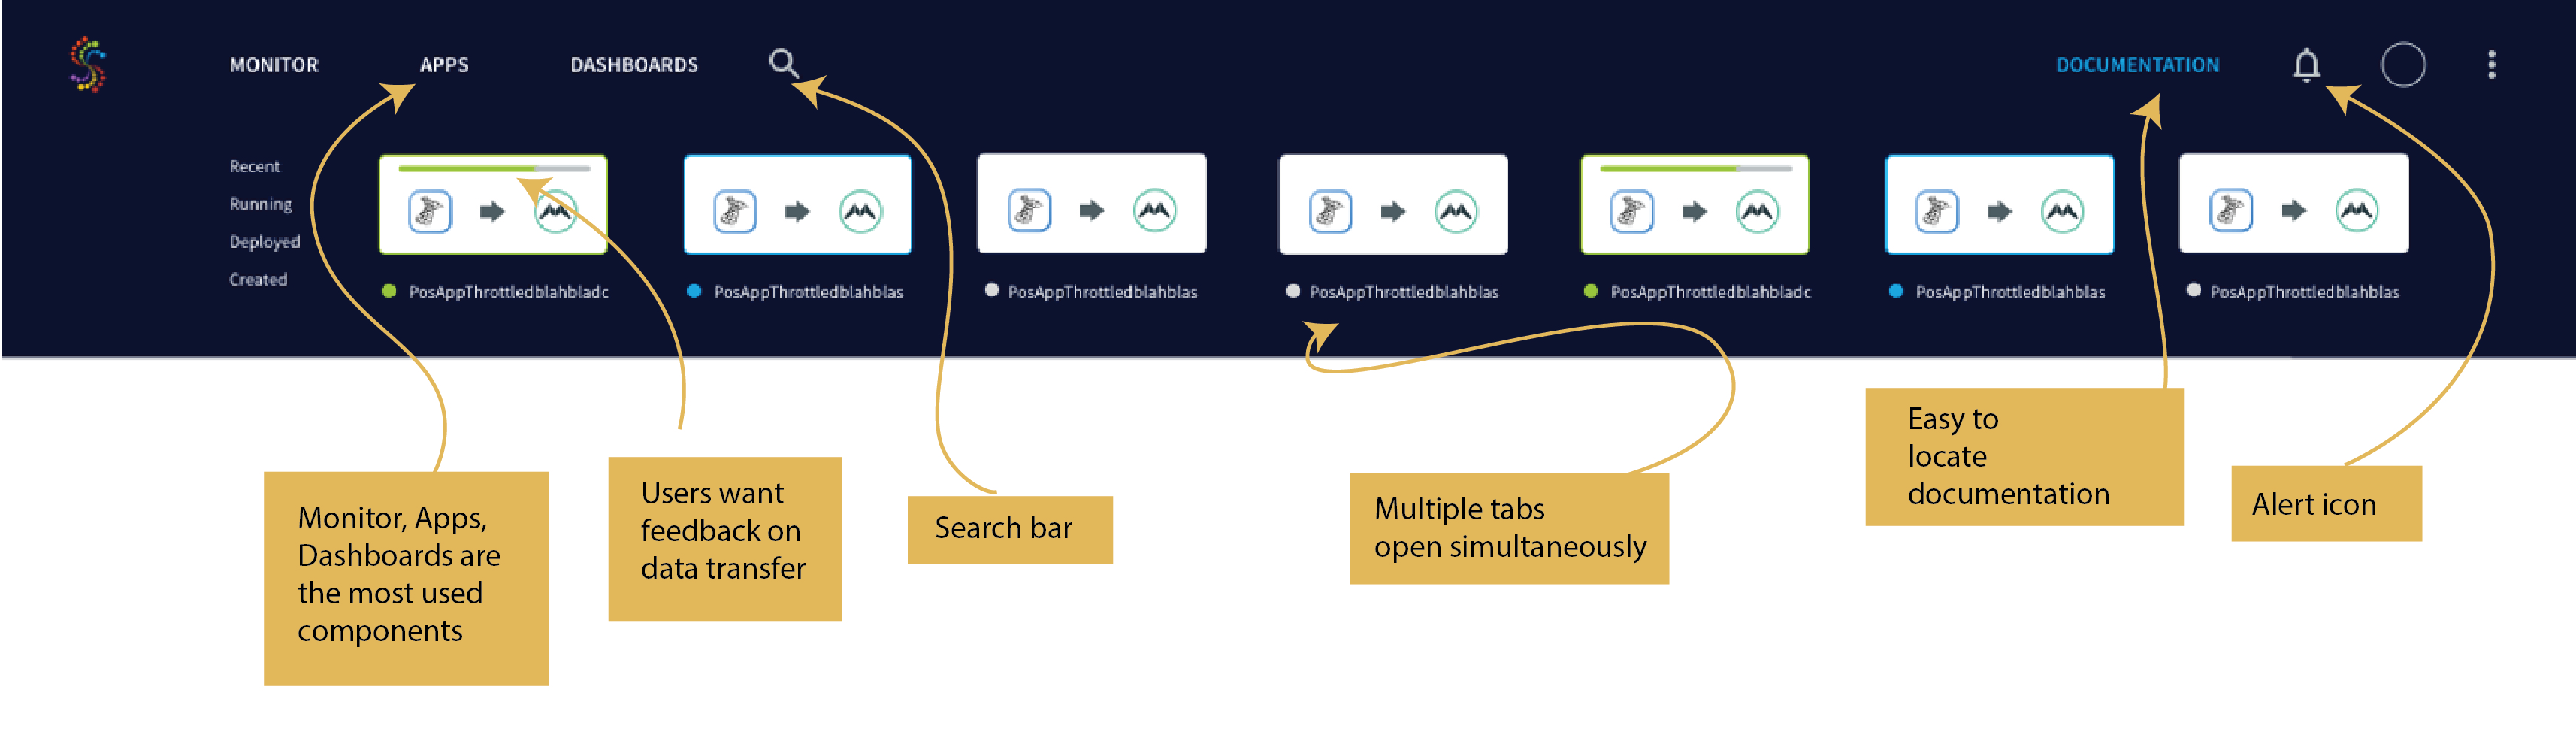 MONITOR APPS DASHBOARDS DOCUMENTATION
Recent
Running
Deployed
Created
PosAppThrottledblahbladc PosAppThrottledblahblas PosAppThrottledblahblas PosAppThrottledblahblas PosAppThrottledblahbladc PosAppThrottledblahblas PosAppThrottledblahblas
Monitor, Apps,
Dashboards are
the most used
components
Users want
feedback on
data transfer
Search bar
Multiple tabs
open simultaneously
Easy to
locate
documentation
Alert icon